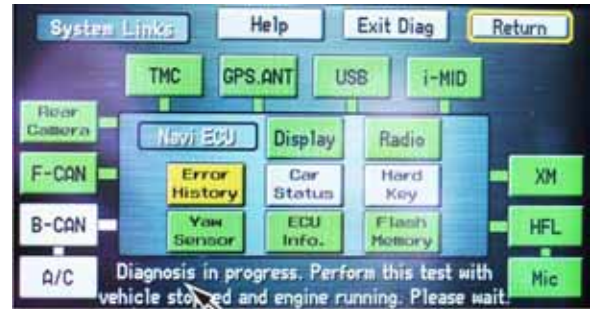 System Links Help Exit Diag Return
TMC GPS.ANT USB i-MID
Rear
Camera
Navi ECU Display Radio
F-CAN
Error
History
Car
Status
Hard
Key
XM
B-CAN
Yaw
Sensor
ECU
Info.
Flash
Memory
HFL
A/C
Diagnosis in progress. Perform this test with
vehicle stopped and engine running. Please wait.
Mic